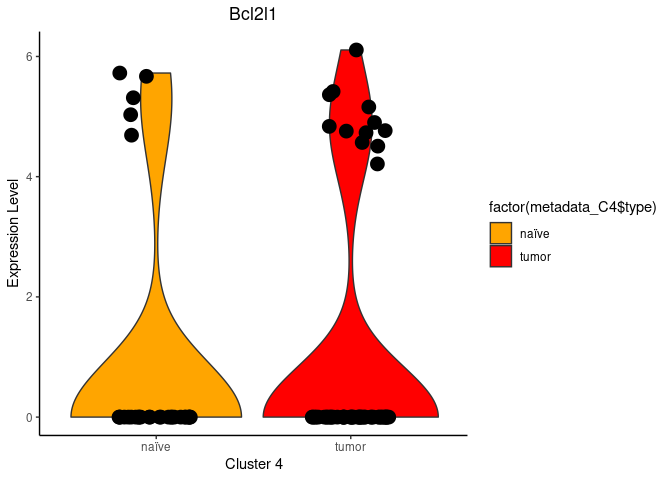 Bcl2l1
Expression Level
6
4
2
0
naïve
tumor
Cluster 4
factor(metadata_C4$type)
naïve
tumor